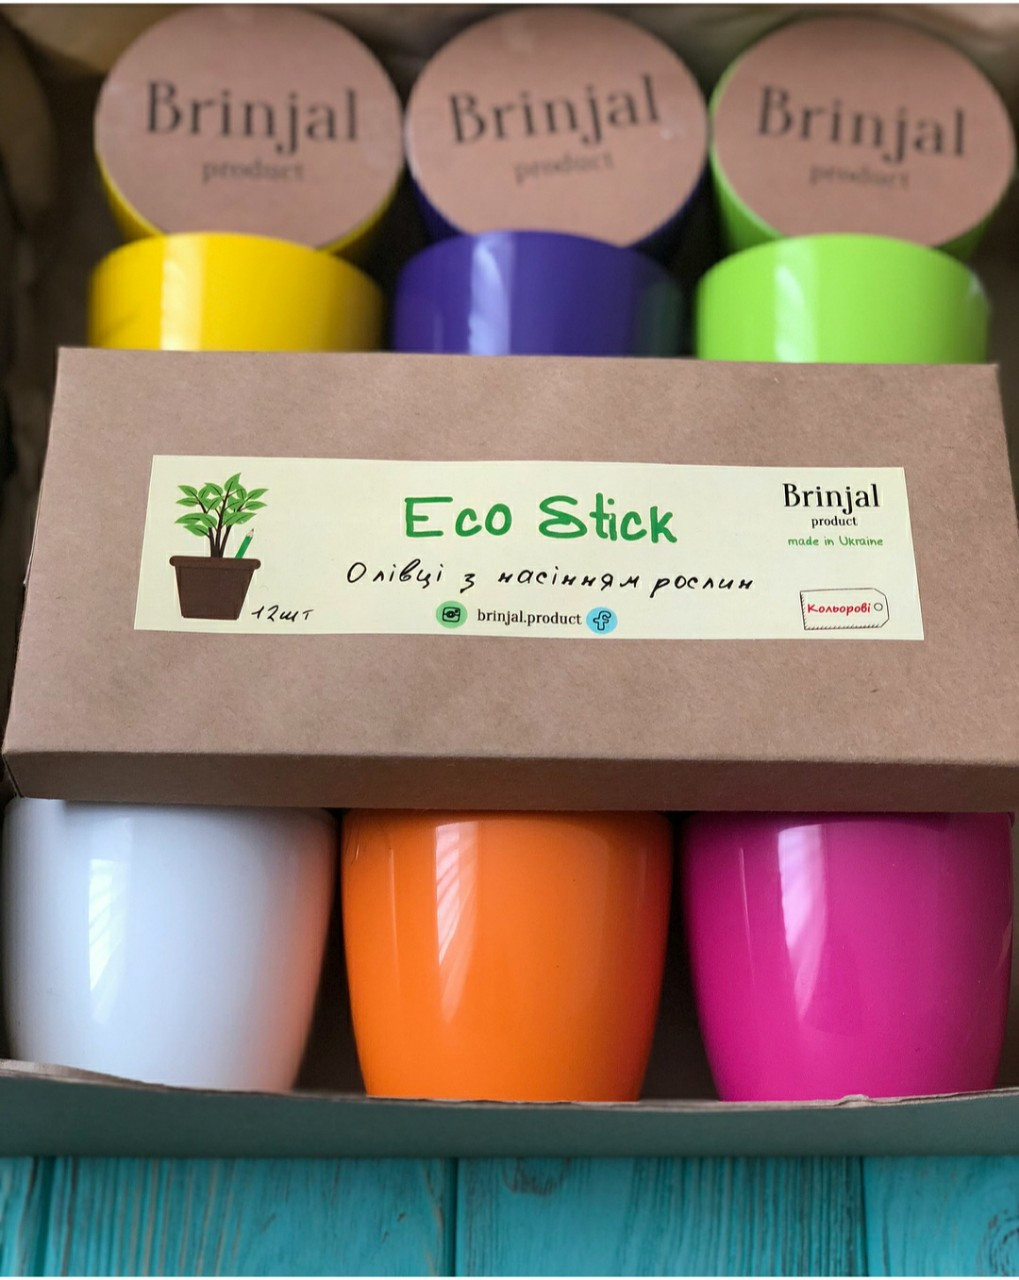 Brinjal
product
Brinjal
product
Brinjal
product
Eco Stick
Олівці з насінням рослин
12шт
brinjal.product
Brinjal
product
made in Ukraine
Кольорові